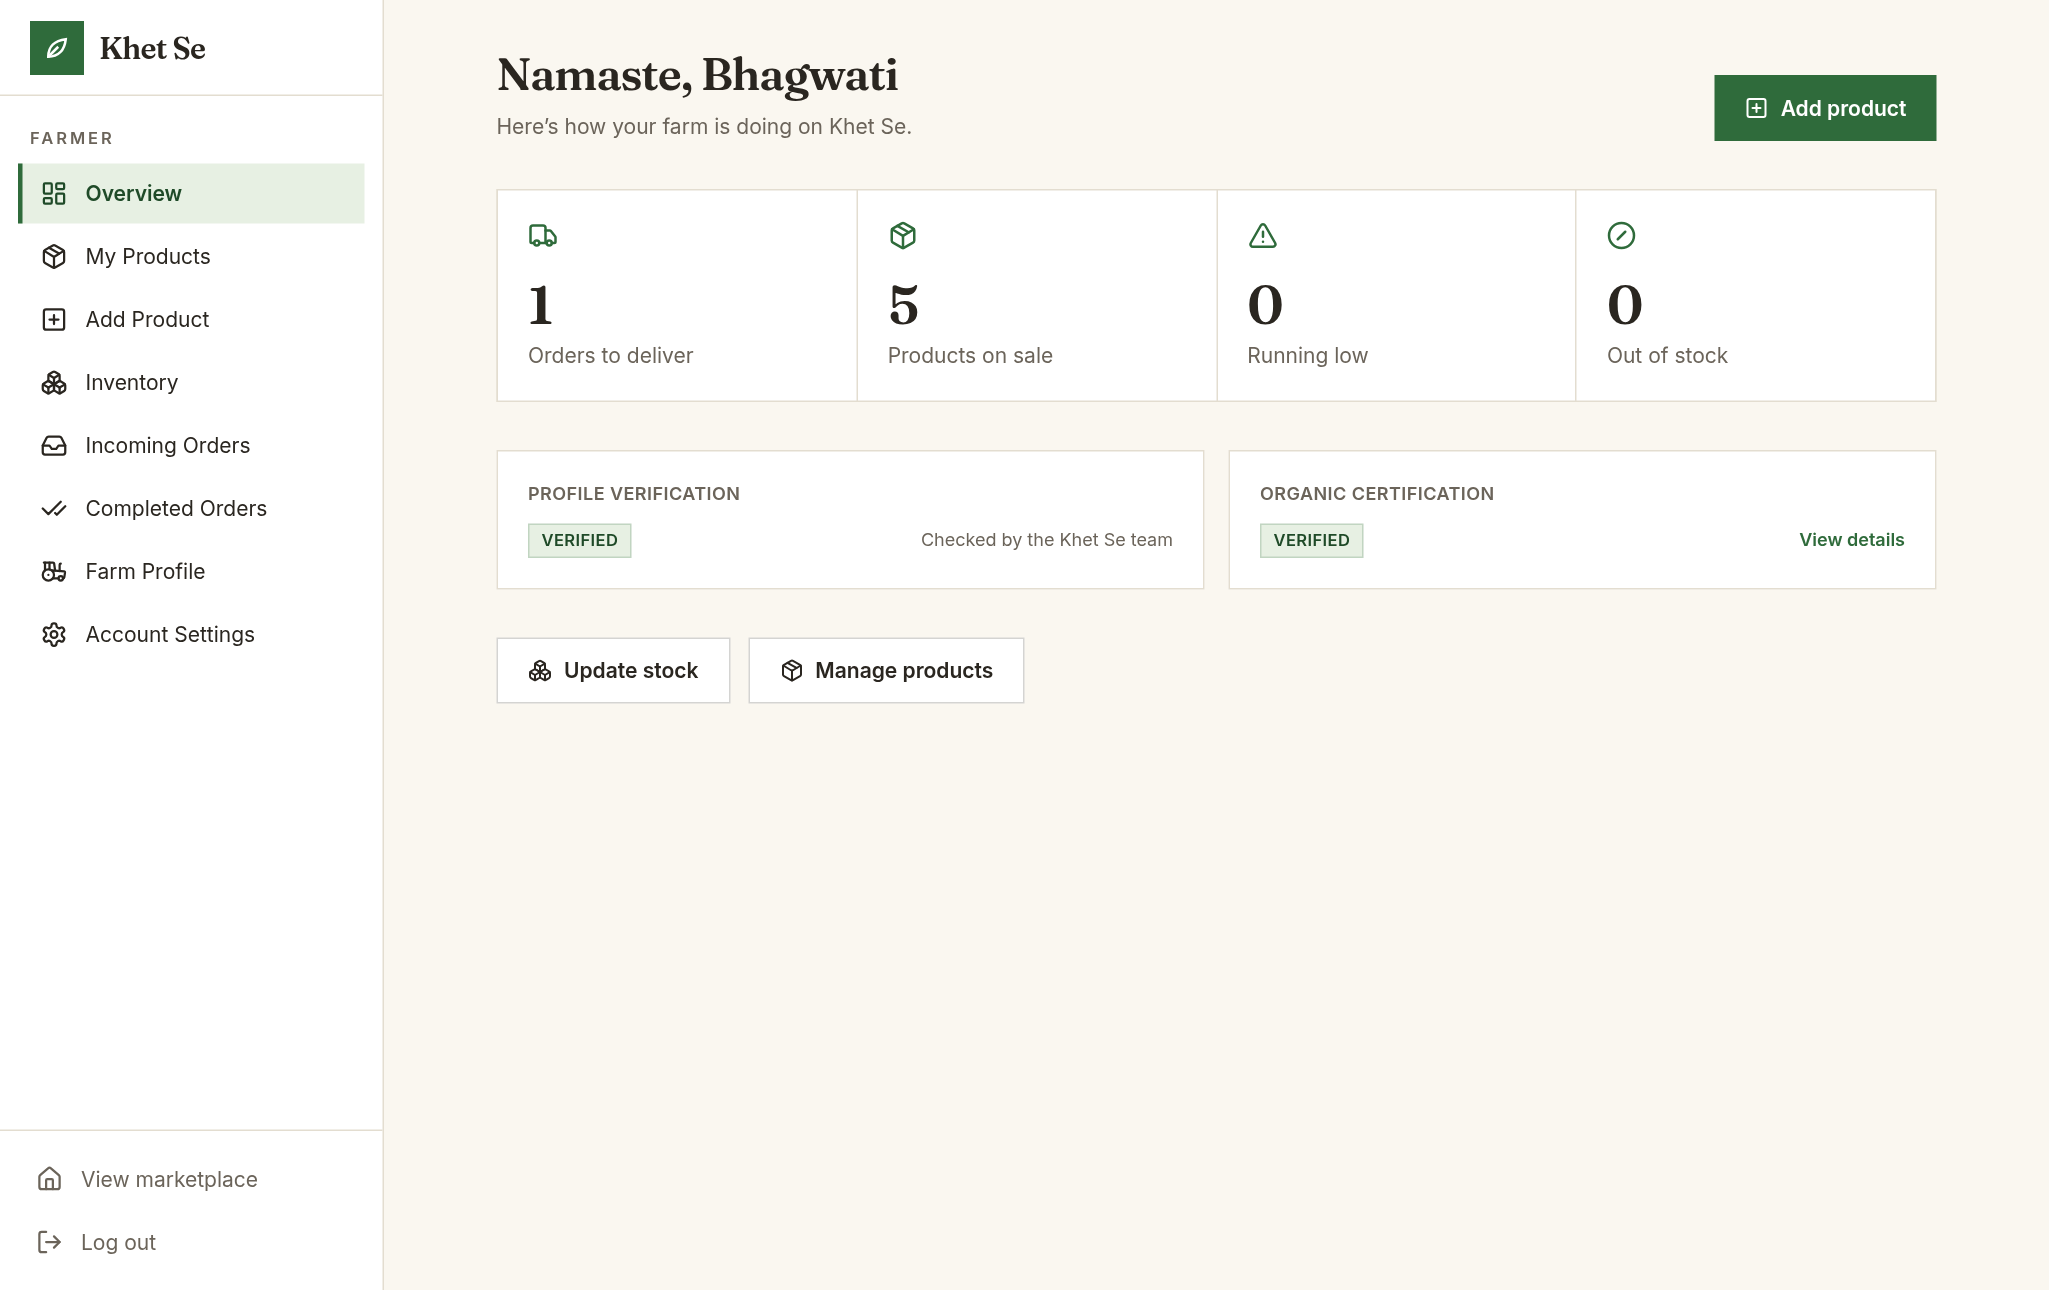 Khet Se
FARMER
Overview
My Products
Add Product
Inventory
Incoming Orders
Completed Orders
Farm Profile
Account Settings
View marketplace
Log out
Namaste, Bhagwati
Here’s how your farm is doing on Khet Se.
Add product
1
Orders to deliver
5
Products on sale
0
Running low
0
Out of stock
PROFILE VERIFICATION
VERIFIED
Checked by the Khet Se team
ORGANIC CERTIFICATION
VERIFIED
View details
Update stock
Manage products